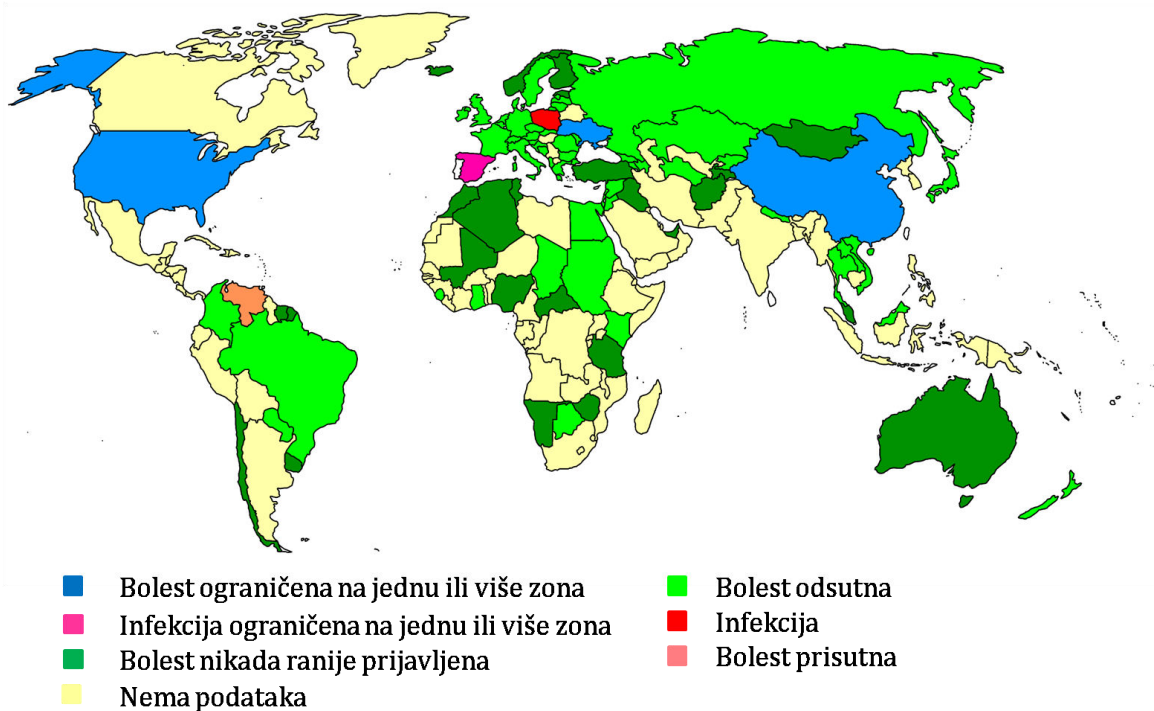 Bolest ograničena na jednu ili više zona
Infekcija ograničena na jednu ili više zona
Bolest nikada ranije prijavljena
Nema podataka
Bolest odsutna
Infekcija
Bolest prisutna